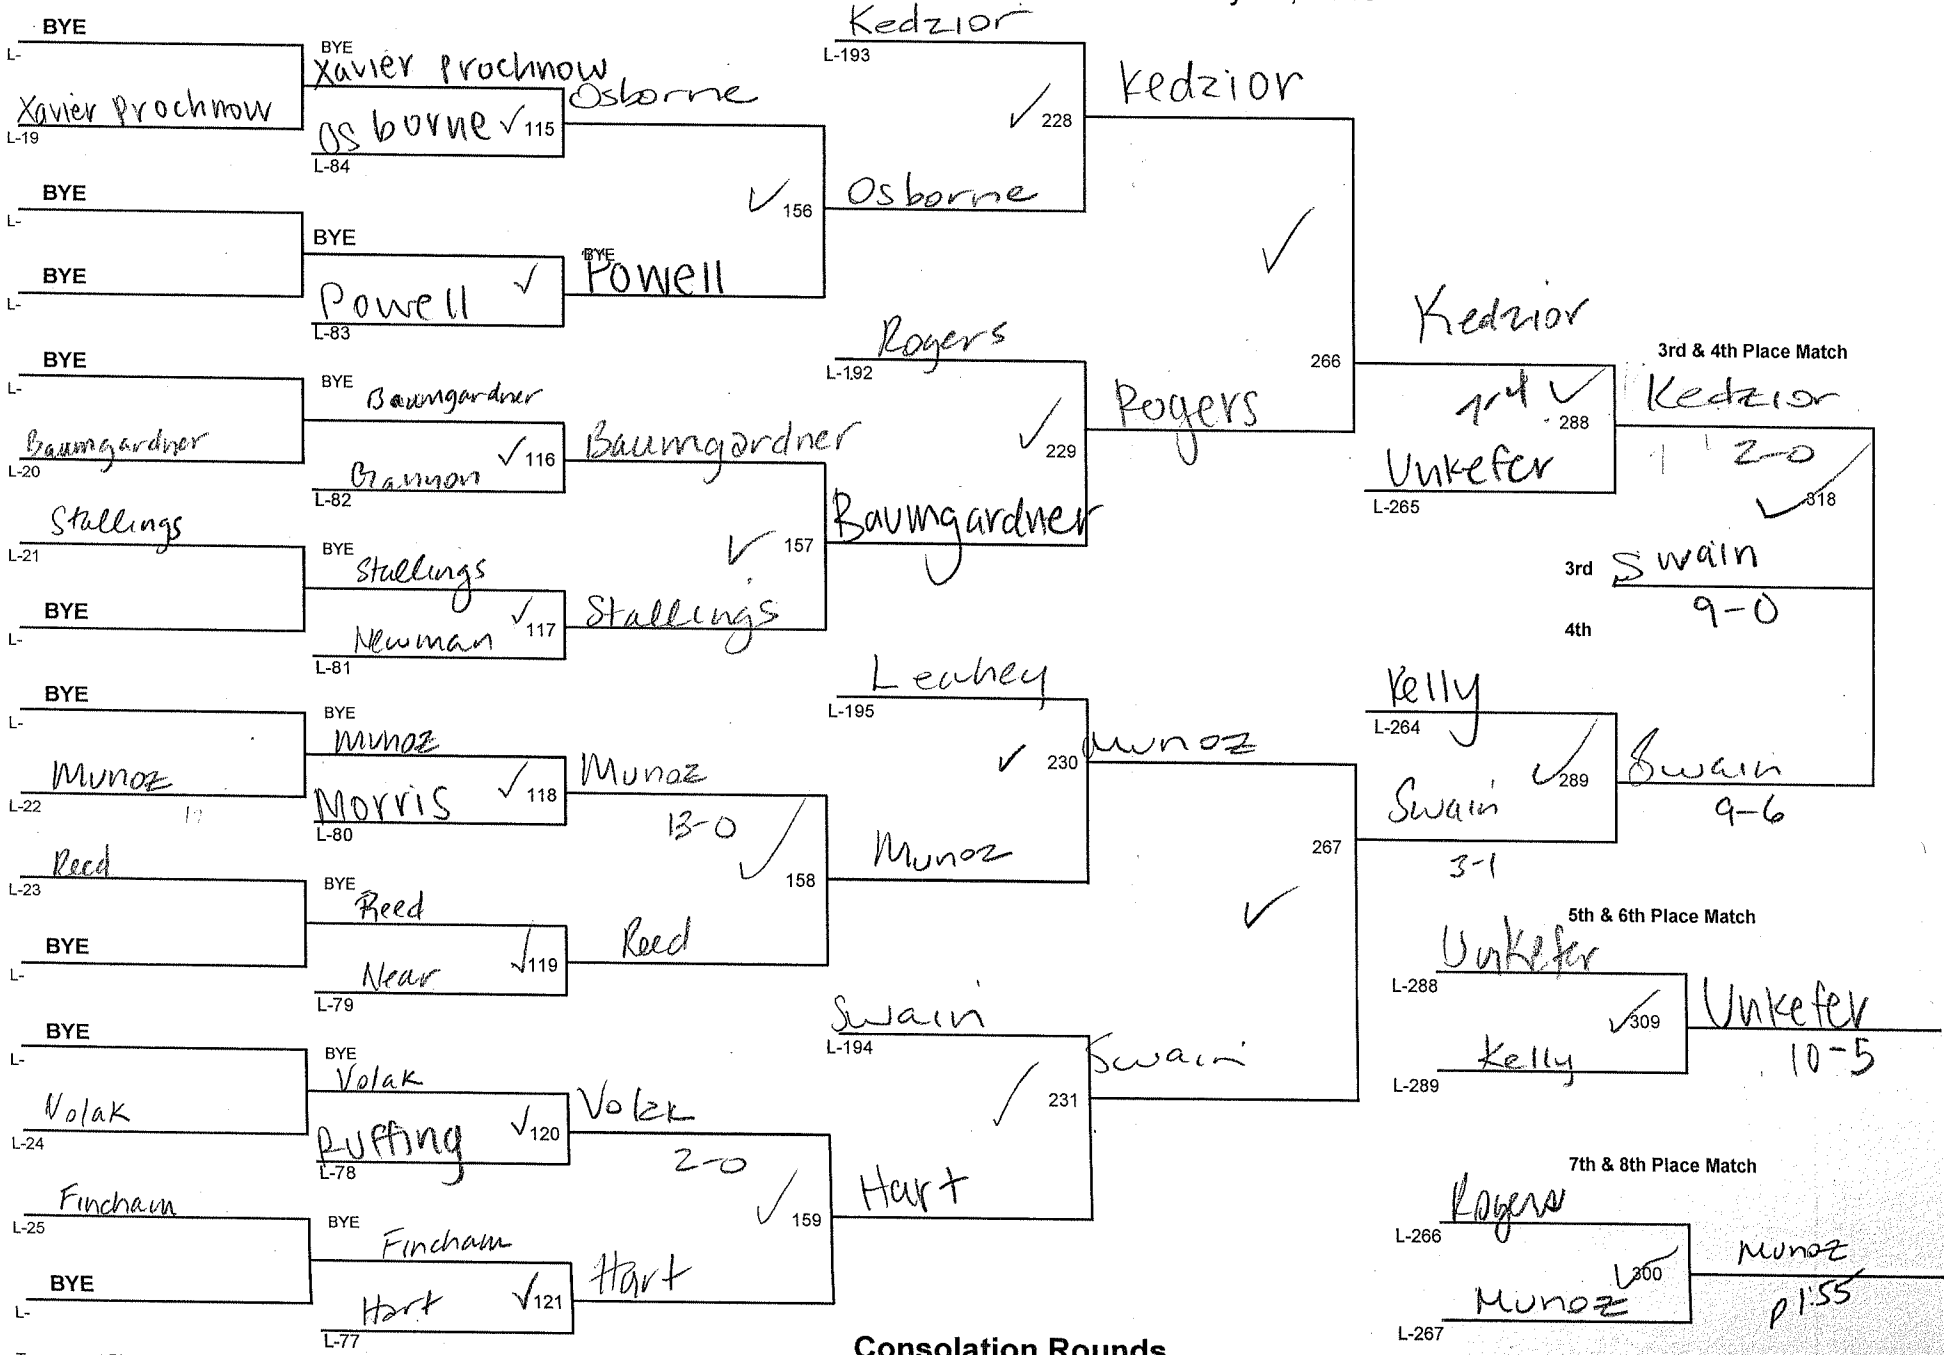 BYE
L-
Xavier Prochnow
L-19
BYE
L-
BYE
L-
BYE
L-
Baumgardner
L-20
Stallings
L-21
BYE
L-
BYE
L-
Munoz
L-22
Reed
L-23
BYE
L-
BYE
L-
Volak
L-24
Fincham
L-25
BYE
L-
BYE
Xavier Prochnow
Osborne 115
L-84
BYE
Powell
L-83
BYE
Baumgardner
116
Gannon
L-82
BYE
Stallings
117
Newman
L-81
BYE
Munoz
118
Morris
L-80
BYE
Reed
119
Near
L-79
BYE
Volak
120
Ruffing
L-78
BYE
Fincham
121
Hart
L-77
Osborne
156
BYE
Powell
Baumgardner
157
Stallings
Munoz
13-0
158
Reed
Volak
2-0
159
Hart
Kedzior
L-193
228
Osborne
Rogers
L-192
229
Baumgardner
Leahey
L-195
230
Munoz
Swain
L-194
231
Hart
Kedzior
266
Rogers
Munoz
267
Swain
Kedzior
288
Unkefer
L-265
Kelly
L-264
289
Swain
3-1
3rd & 4th Place Match
Kedzior
2-0
318
3rd Swain
9-0
4th
Swain
9-6
5th & 6th Place Match
Unkefer
L-288
309
Kelly
L-289
Unkefer
10-5
7th & 8th Place Match
Rogers
L-266
300
Munoz
L-267
Munoz
p 1:55
Consolation Rounds